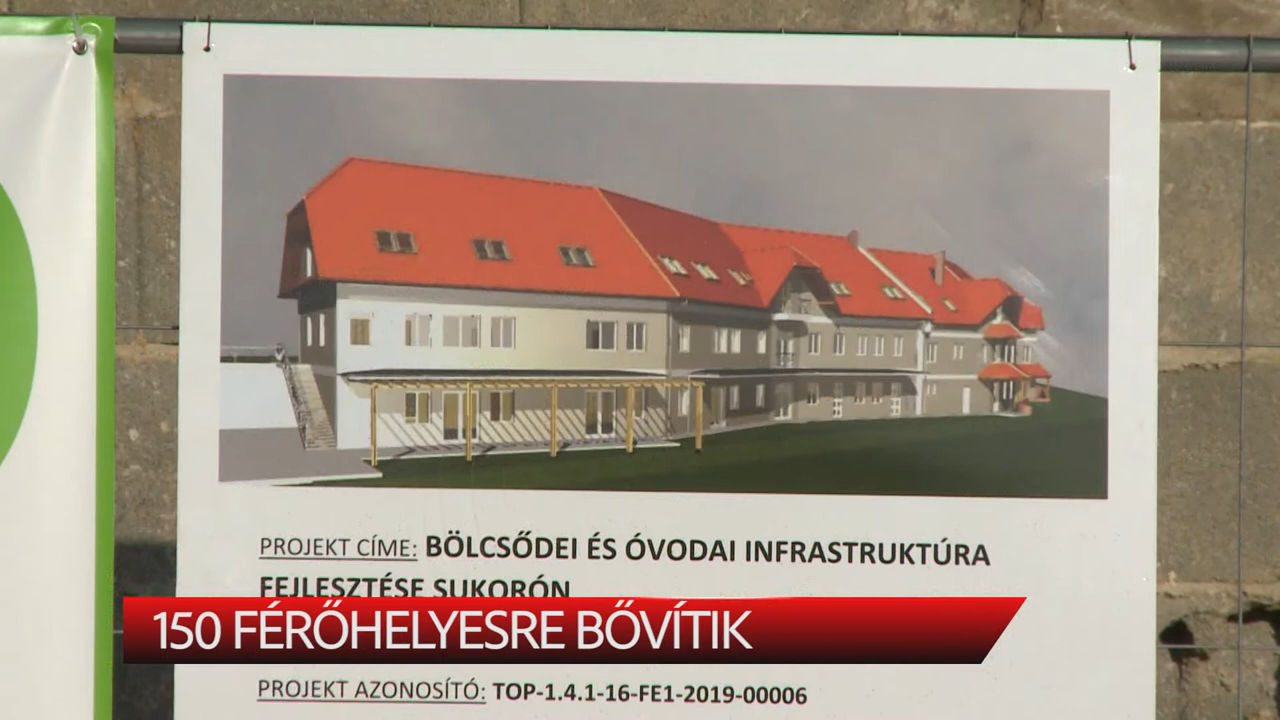 PROJEKT CÍME: BÖLCSŐDEI ÉS ÓVODAI INFRASTRUKTÚRA
FEJLESZTÉSE SUKORÓN
150 FÉRŐHELYESRE BŐVÍTIK
PROJEKT AZONOSÍTÓ: TOP-1.4.1-16-FE1-2019-00006